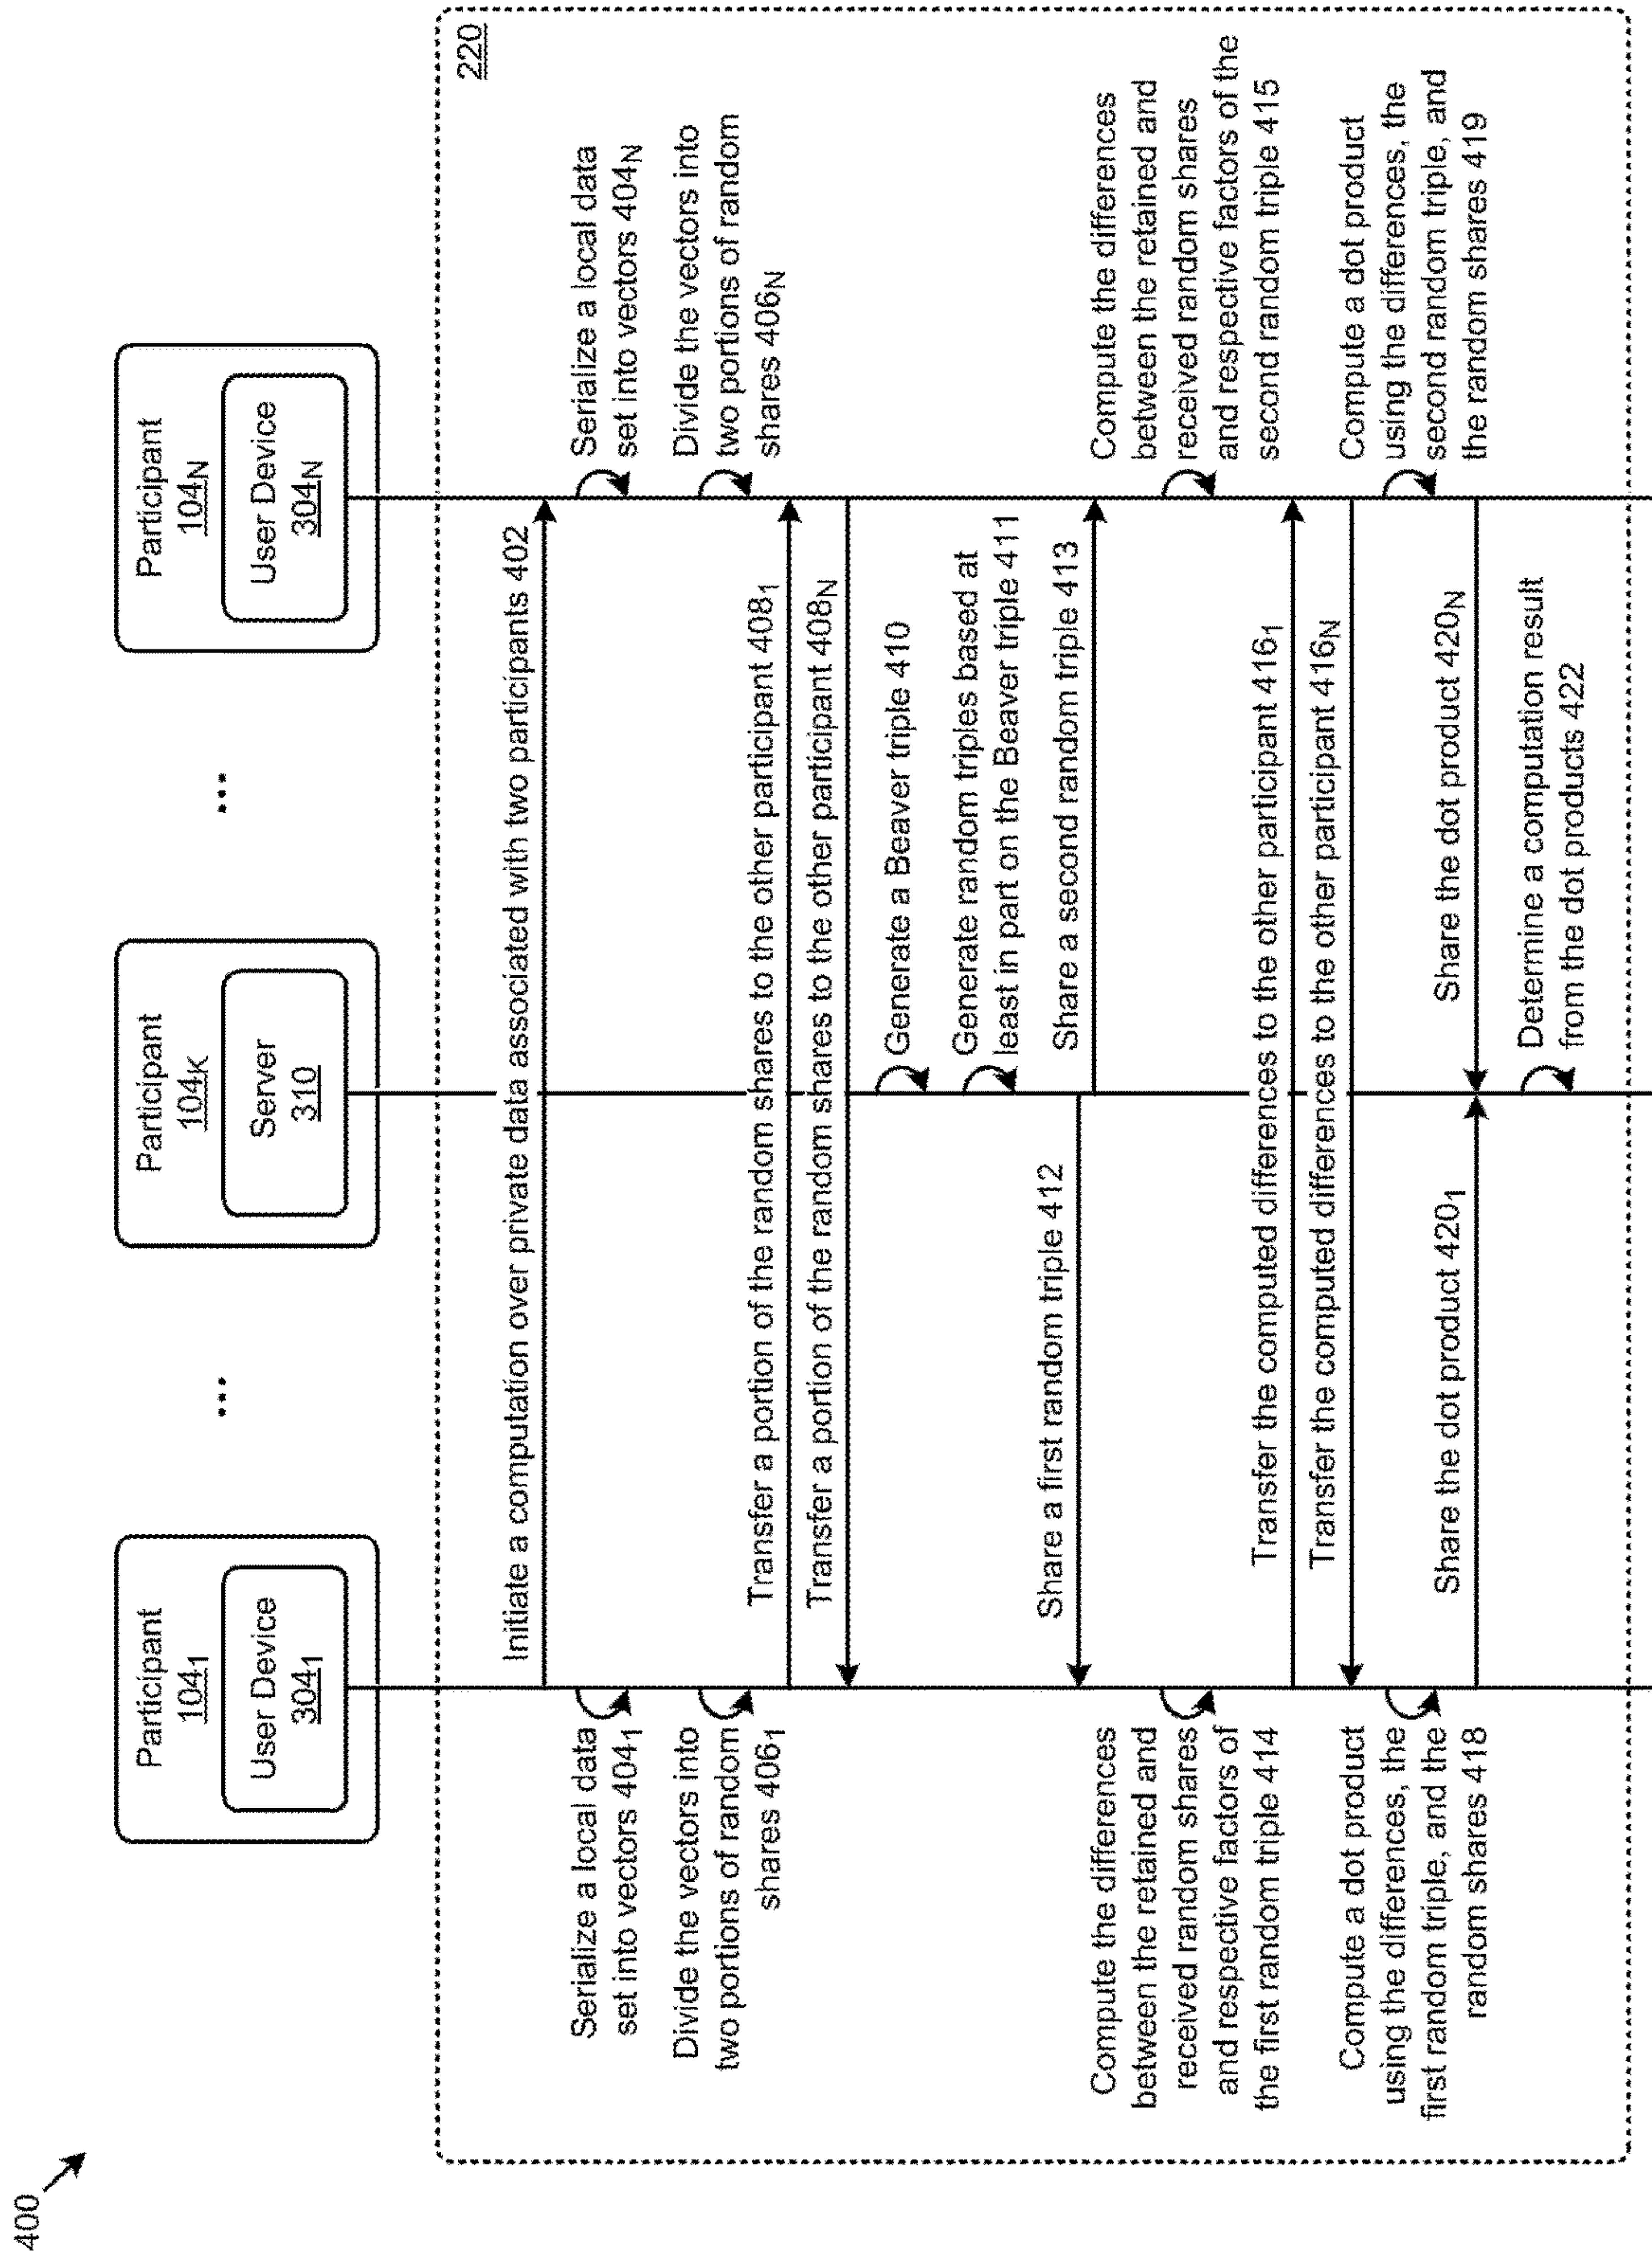 400
Participant
104₁
User Device
304₁
...
Participant
104K
Server
310
...
Participant
104N
User Device
304N
220
Initiate a computation over private data associated with two participants 402
Serialize a local data
set into vectors 404₁
Serialize a local data
set into vectors 404N
Divide the vectors into
two portions of random
shares 406₁
Divide the vectors into
two portions of random
shares 406N
Transfer a portion of the random shares to the other participant 408₁
Transfer a portion of the random shares to the other participant 408N
Generate a Beaver triple 410
Generate random triples based at
least in part on the Beaver triple 411
Share a first random triple 412
Share a second random triple 413
Compute the differences
between the retained and
received random shares
and respective factors of
the first random triple 414
Compute the differences
between the retained and
received random shares
and respective factors of the
second random triple 415
Transfer the computed differences to the other participant 416₁
Transfer the computed differences to the other participant 416N
Compute a dot product
using the differences, the
first random triple, and the
random shares 418
Compute a dot product
using the differences, the
second random triple, and
the random shares 419
Share the dot product 420₁
Share the dot product 420N
Determine a computation result
from the dot products 422